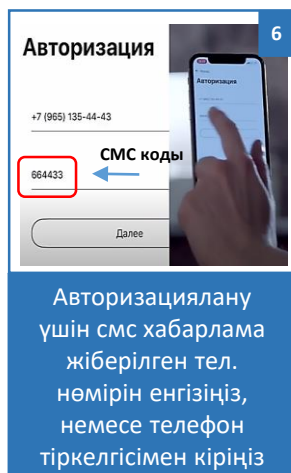 6
Авторизация
+7 (965) 135-44-43
СМС коды
664433
Далее
Авторизация
Авторизациялану
үшін смс хабарлама
жіберілген тел.
нөмірін енгізіңіз,
немесе телефон
тіркелгісімен кіріңіз